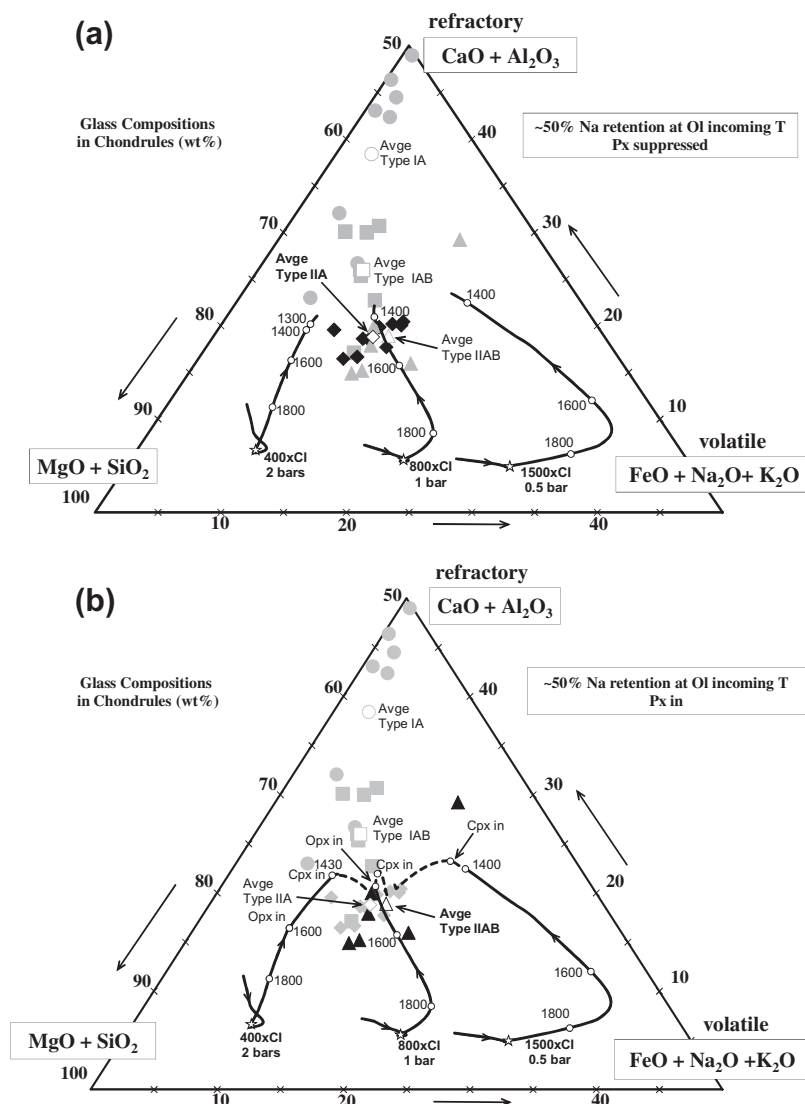 (a)
refractory
50
CaO + Al2O3
Glass Compositions
in Chondrules (wt%)
~50% Na retention at Ol incoming T
Px suppressed
60
40
Avge
Type IA
70
30
Avge
Type IIA
Avge
Type IAB
1400
1400
80
20
1300
1400
Avge
Type IIAB
1600
1600
1600
90
10
1800
1800
1800
volatile
MgO + SiO2
400xCI
2 bars
800xCI
1 bar
1500xCI
0.5 bar
FeO + Na2O+ K2O
100
10
20
40
(b)
refractory
50
CaO + Al2O3
Glass Compositions
in Chondrules (wt%)
~50% Na retention at Ol incoming T
Px in
60
40
Avge
Type IA
70
30
Avge
Type IAB
Opx in
Cpx in
Cpx in
1430
Cpx in
1400
80
20
Avge
Type IIA
Opx in
Avge
Type IIAB
1600
1600
1600
90
10
1800
1800
1800
volatile
MgO + SiO2
400xCI
2 bars
800xCI
1 bar
1500xCI
0.5 bar
FeO + Na2O +K2O
100
20
40